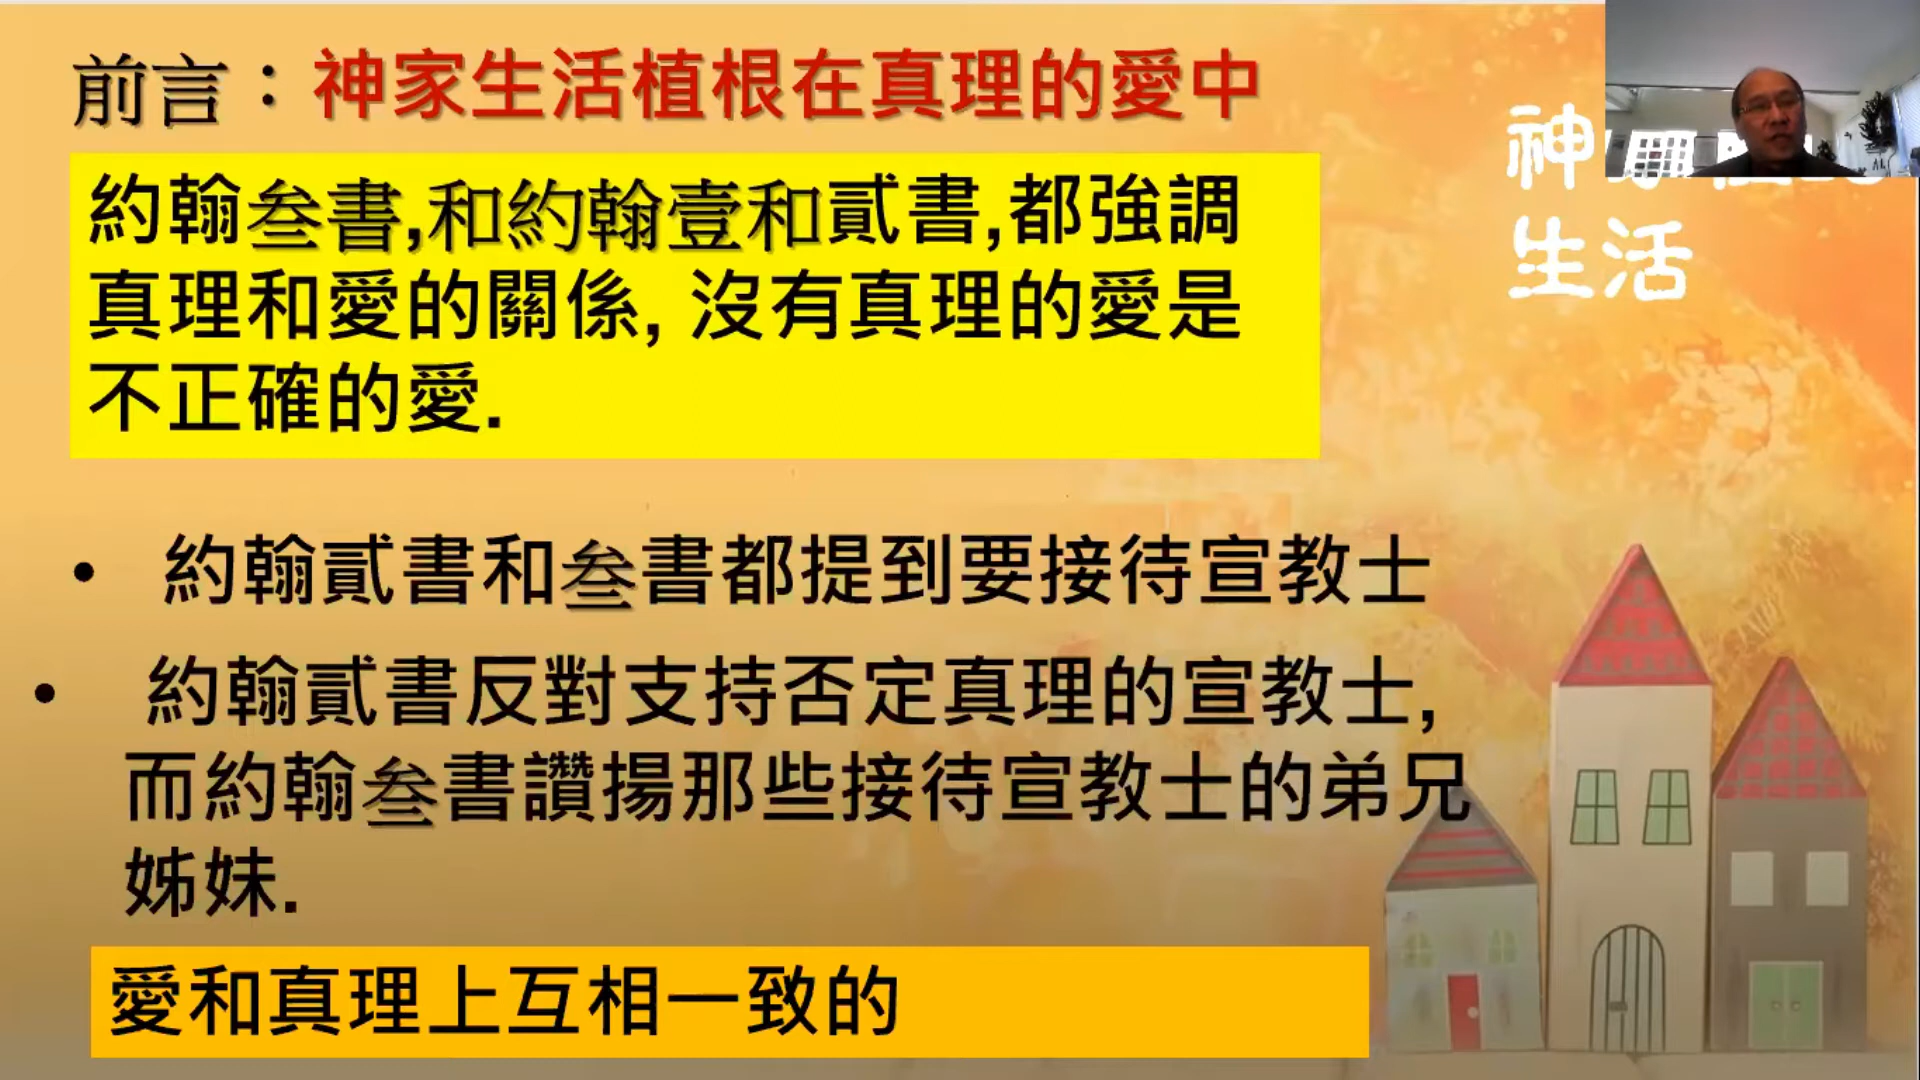 前言：神家生活植根在真理的愛中
約翰叁書,和約翰壹和貳書,都強調
真理和愛的關係, 沒有真理的愛是
不正確的愛.
• 約翰貳書和叁書都提到要接待宣教士
• 約翰貳書反對支持否定真理的宣教士,
而約翰叁書讚揚那些接待宣教士的弟兄
姊妹.
愛和真理上互相一致的
神
生活